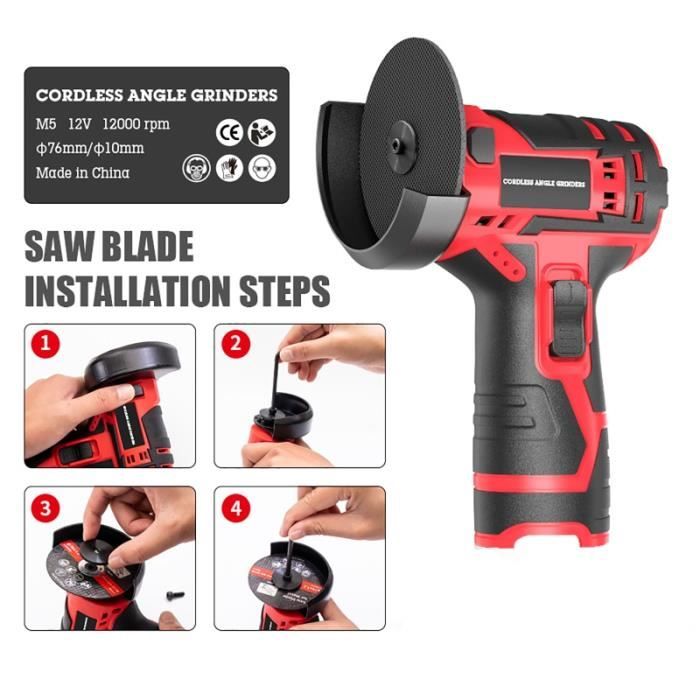 CORDLESS ANGLE GRINDERS
M5 12V 12000 rpm
φ76mm/φ10mm
Made in China
CE
CORDLESS ANGLE GRINDERS
SAW BLADE
INSTALLATION STEPS
1
2
3
4